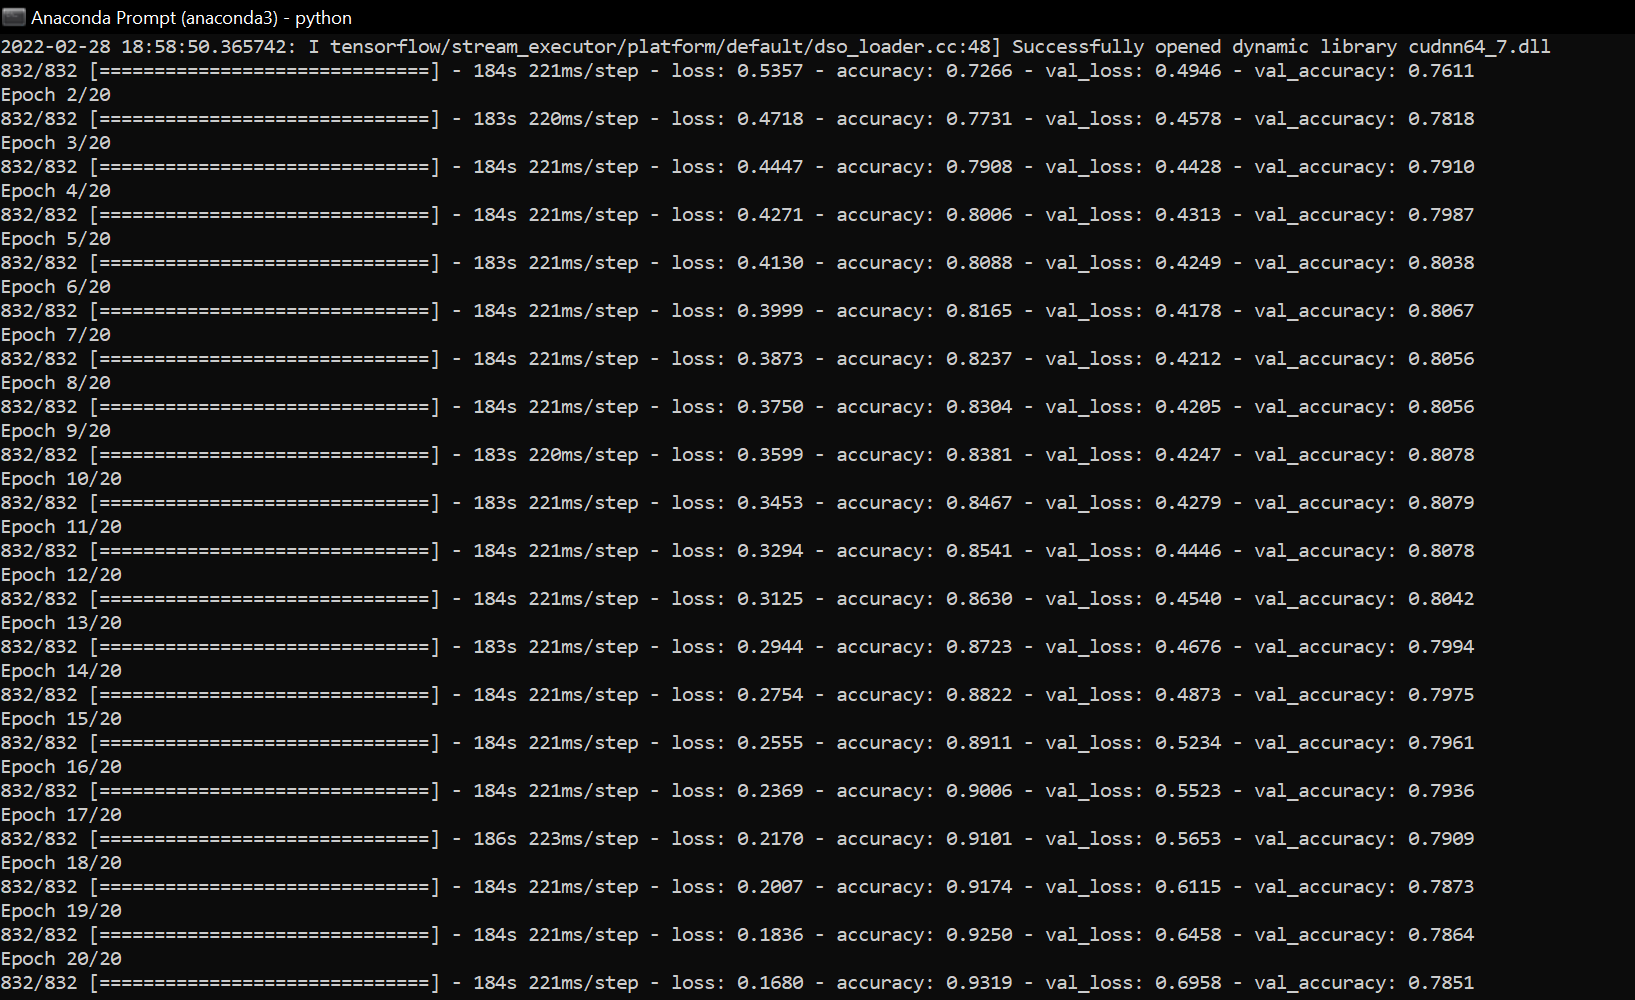 Anaconda Prompt (anaconda3) - python
2022-02-28 18:58:50.365742: I tensorflow/stream_executor/platform/default/dso_loader.cc:48] Successfully opened dynamic library cudnn64_7.dll
832/832 [==============================] - 184s 221ms/step - loss: 0.5357 - accuracy: 0.7266 - val_loss: 0.4946 - val_accuracy: 0.7611
Epoch 2/20
832/832 [==============================] - 183s 220ms/step - loss: 0.4718 - accuracy: 0.7731 - val_loss: 0.4578 - val_accuracy: 0.7818
Epoch 3/20
832/832 [==============================] - 184s 221ms/step - loss: 0.4447 - accuracy: 0.7908 - val_loss: 0.4428 - val_accuracy: 0.7910
Epoch 4/20
832/832 [==============================] - 184s 221ms/step - loss: 0.4271 - accuracy: 0.8006 - val_loss: 0.4313 - val_accuracy: 0.7987
Epoch 5/20
832/832 [==============================] - 183s 221ms/step - loss: 0.4130 - accuracy: 0.8088 - val_loss: 0.4249 - val_accuracy: 0.8038
Epoch 6/20
832/832 [==============================] - 184s 221ms/step - loss: 0.3999 - accuracy: 0.8165 - val_loss: 0.4178 - val_accuracy: 0.8067
Epoch 7/20
832/832 [==============================] - 184s 221ms/step - loss: 0.3873 - accuracy: 0.8237 - val_loss: 0.4212 - val_accuracy: 0.8056
Epoch 8/20
832/832 [==============================] - 184s 221ms/step - loss: 0.3750 - accuracy: 0.8304 - val_loss: 0.4205 - val_accuracy: 0.8056
Epoch 9/20
832/832 [==============================] - 183s 220ms/step - loss: 0.3599 - accuracy: 0.8381 - val_loss: 0.4247 - val_accuracy: 0.8078
Epoch 10/20
832/832 [==============================] - 183s 221ms/step - loss: 0.3453 - accuracy: 0.8467 - val_loss: 0.4279 - val_accuracy: 0.8079
Epoch 11/20
832/832 [==============================] - 184s 221ms/step - loss: 0.3294 - accuracy: 0.8541 - val_loss: 0.4446 - val_accuracy: 0.8078
Epoch 12/20
832/832 [==============================] - 184s 221ms/step - loss: 0.3125 - accuracy: 0.8630 - val_loss: 0.4540 - val_accuracy: 0.8042
Epoch 13/20
832/832 [==============================] - 183s 221ms/step - loss: 0.2944 - accuracy: 0.8723 - val_loss: 0.4676 - val_accuracy: 0.7994
Epoch 14/20
832/832 [==============================] - 184s 221ms/step - loss: 0.2754 - accuracy: 0.8822 - val_loss: 0.4873 - val_accuracy: 0.7975
Epoch 15/20
832/832 [==============================] - 184s 221ms/step - loss: 0.2555 - accuracy: 0.8911 - val_loss: 0.5234 - val_accuracy: 0.7961
Epoch 16/20
832/832 [==============================] - 184s 221ms/step - loss: 0.2369 - accuracy: 0.9006 - val_loss: 0.5523 - val_accuracy: 0.7936
Epoch 17/20
832/832 [==============================] - 186s 223ms/step - loss: 0.2170 - accuracy: 0.9101 - val_loss: 0.5653 - val_accuracy: 0.7909
Epoch 18/20
832/832 [==============================] - 184s 221ms/step - loss: 0.2007 - accuracy: 0.9174 - val_loss: 0.6115 - val_accuracy: 0.7873
Epoch 19/20
832/832 [==============================] - 184s 221ms/step - loss: 0.1836 - accuracy: 0.9250 - val_loss: 0.6458 - val_accuracy: 0.7864
Epoch 20/20
832/832 [==============================] - 184s 221ms/step - loss: 0.1680 - accuracy: 0.9319 - val_loss: 0.6958 - val_accuracy: 0.7851